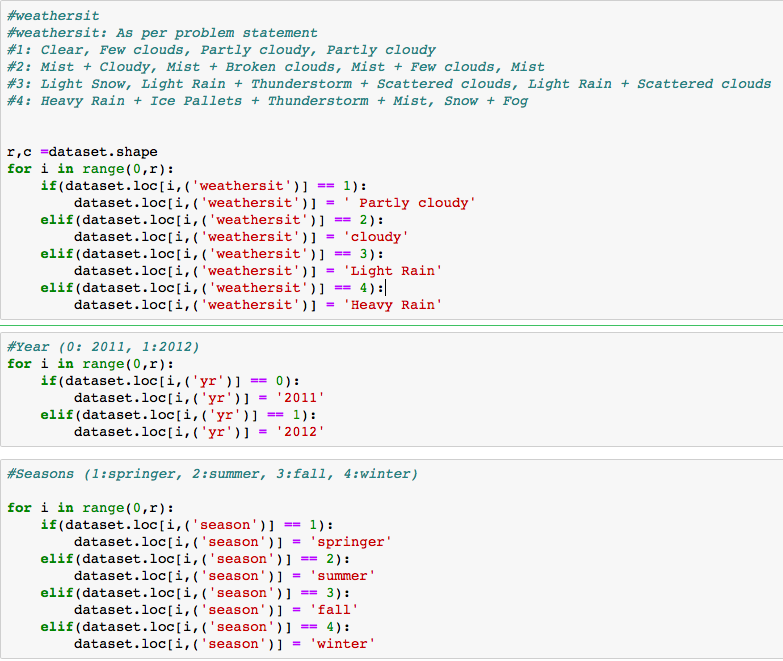 #weathersit
#weathersit: As per problem statement
#1: Clear, Few clouds, Partly cloudy, Partly cloudy
#2: Mist + Cloudy, Mist + Broken clouds, Mist + Few clouds, Mist
#3: Light Snow, Light Rain + Thunderstorm + Scattered clouds, Light Rain + Scattered clouds
#4: Heavy Rain + Ice Pallets + Thunderstorm + Mist, Snow + Fog
r,c =dataset.shape
for i in range(0,r):
    if(dataset.loc[i,('weathersit')] == 1):
        dataset.loc[i,('weathersit')] = ' Partly cloudy'
    elif(dataset.loc[i,('weathersit')] == 2):
        dataset.loc[i,('weathersit')] = 'cloudy'
    elif(dataset.loc[i,('weathersit')] == 3):
        dataset.loc[i,('weathersit')] = 'Light Rain'
    elif(dataset.loc[i,('weathersit')] == 4):
        dataset.loc[i,('weathersit')] = 'Heavy Rain'
#Year (0: 2011, 1:2012)
for i in range(0,r):
    if(dataset.loc[i,('yr')] == 0):
        dataset.loc[i,('yr')] = '2011'
    elif(dataset.loc[i,('yr')] == 1):
        dataset.loc[i,('yr')] = '2012'
#Seasons (1:springer, 2:summer, 3:fall, 4:winter)
for i in range(0,r):
    if(dataset.loc[i,('season')] == 1):
        dataset.loc[i,('season')] = 'springer'
    elif(dataset.loc[i,('season')] == 2):
        dataset.loc[i,('season')] = 'summer'
    elif(dataset.loc[i,('season')] == 3):
        dataset.loc[i,('season')] = 'fall'
    elif(dataset.loc[i,('season')] == 4):
        dataset.loc[i,('season')] = 'winter'